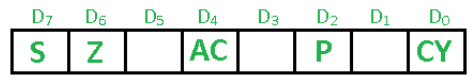 D₇ D₆ D₅ D₄ D₃ D₂ D₁ D₀
S Z AC P CY